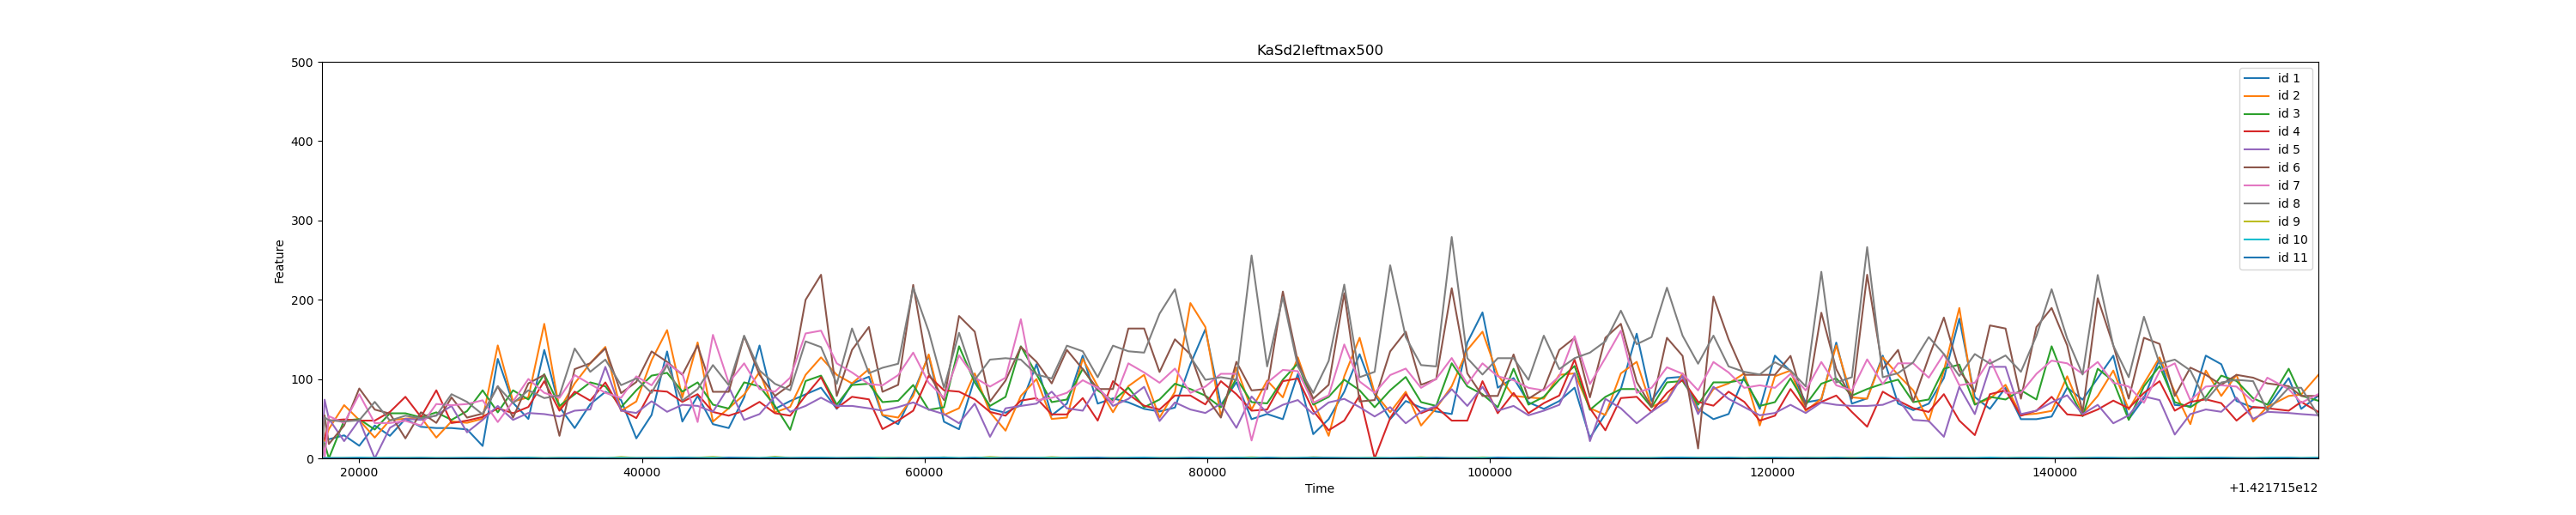 KaSd2leftmax500
500
400
300
200
100
0
Feature
20000 40000 60000 80000 100000 120000 140000
Time
+1.421715e12
id 1
id 2
id 3
id 4
id 5
id 6
id 7
id 8
id 9
id 10
id 11